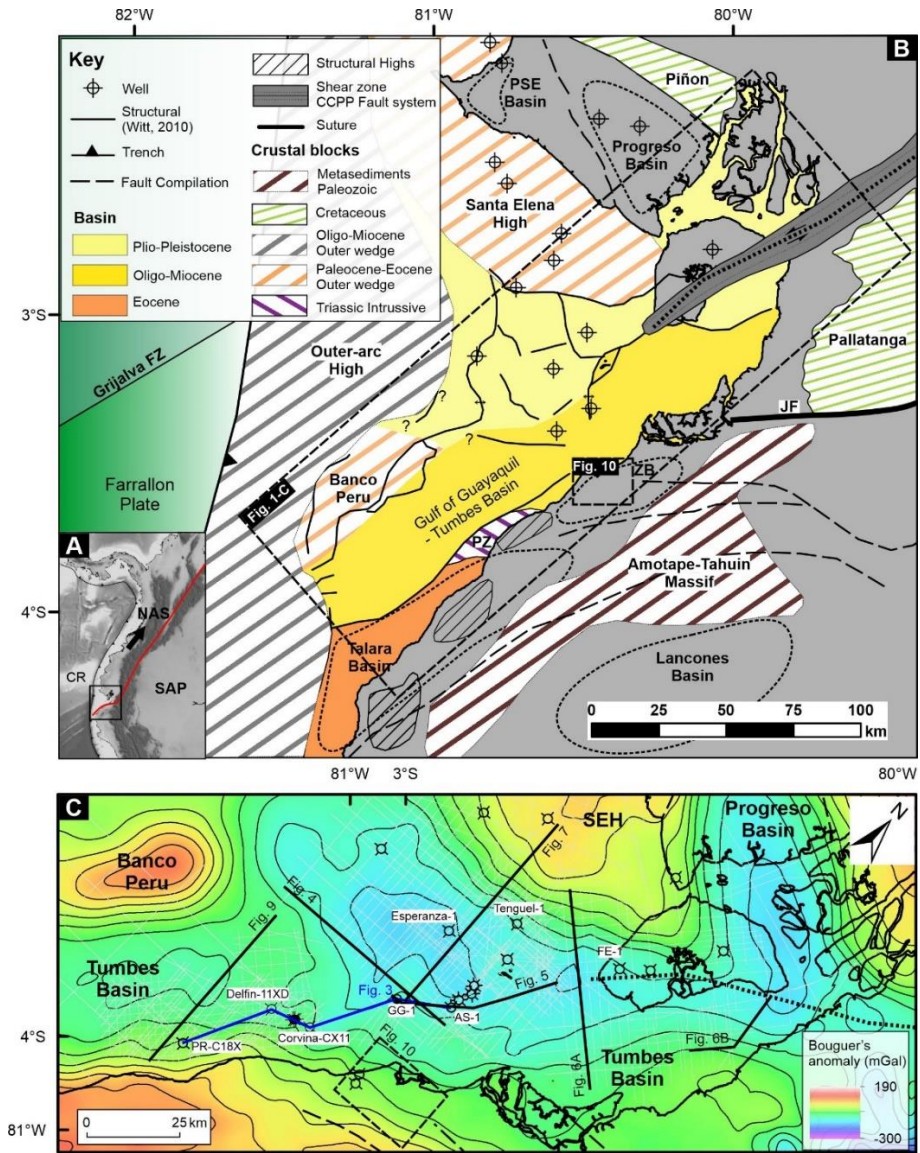 82°W 81°W 80°W
B
Key
Well
Structural
(Witt, 2010)
Trench
Fault Compilation
Basin
Plio-Pleistocene
Oligo-Miocene
Eocene
Structural Highs
Shear zone
CCPP Fault system
Suture
Crustal blocks
Metasediments
Paleozoic
Cretaceous
Oligo-Miocene
Outer wedge
Paleocene-Eocene
Outer wedge
Triassic Intrussive
PSE
Basin
Piñon
Progreso
Basin
Santa Elena
High
3°S
Grijalva FZ
Outer-arc
High
Pallatanga
JF
? ?
Farrallon
Plate
Banco
Peru
Fig. 1-C
Gulf of Guayaquil
- Tumbes Basin
Fig. 10
ZB
PZ
Amotape-Tahuin
Massif
4°S
Talara
Basin
Lancones
Basin
0 25 50 75 100
km
A
NAS
CR
SAP
81°W 3°S 80°W
C
Banco
Peru
SEH
Progreso
Basin
N
Fig. 7
Fig. 4
Fig. 9
Esperanza-1
Tenguel-1
Tumbes
Basin
FE-1
Delfin-11XD
Fig. 3
Fig. 5
GG-1
AS-1
4°S
PR-C18X
Corvina-CX11
Fig. 10
Fig. 6A
Fig. 6B
Tumbes
Basin
Bouguer's
anomaly (mGal)
190
-300
0 25 km
81°W